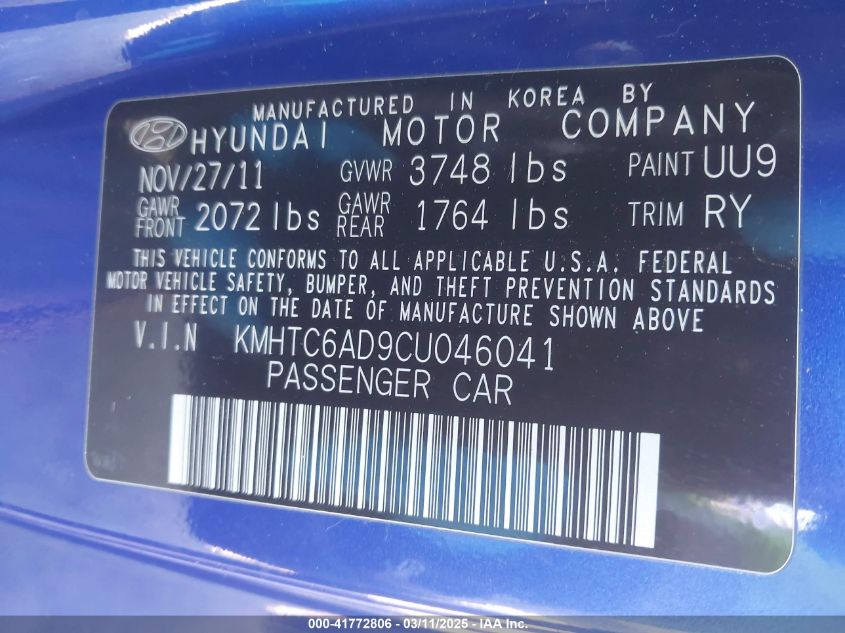 MANUFACTURED IN KOREA BY
HYUNDAI MOTOR COMPANY
NOV/27/11 GVWR 3748 lbs PAINT UU9
GAWR FRONT 2072 lbs GAWR REAR 1764 lbs TRIM RY
THIS VEHICLE CONFORMS TO ALL APPLICABLE U.S.A. FEDERAL
MOTOR VEHICLE SAFETY, BUMPER, AND THEFT PREVENTION STANDARDS
IN EFFECT ON THE DATE OF MANUFACTURE SHOWN ABOVE
V.I.N KMHTC6AD9CU046041
PASSENGER CAR
000-41772806 - 03/11/2025 - IAA Inc.